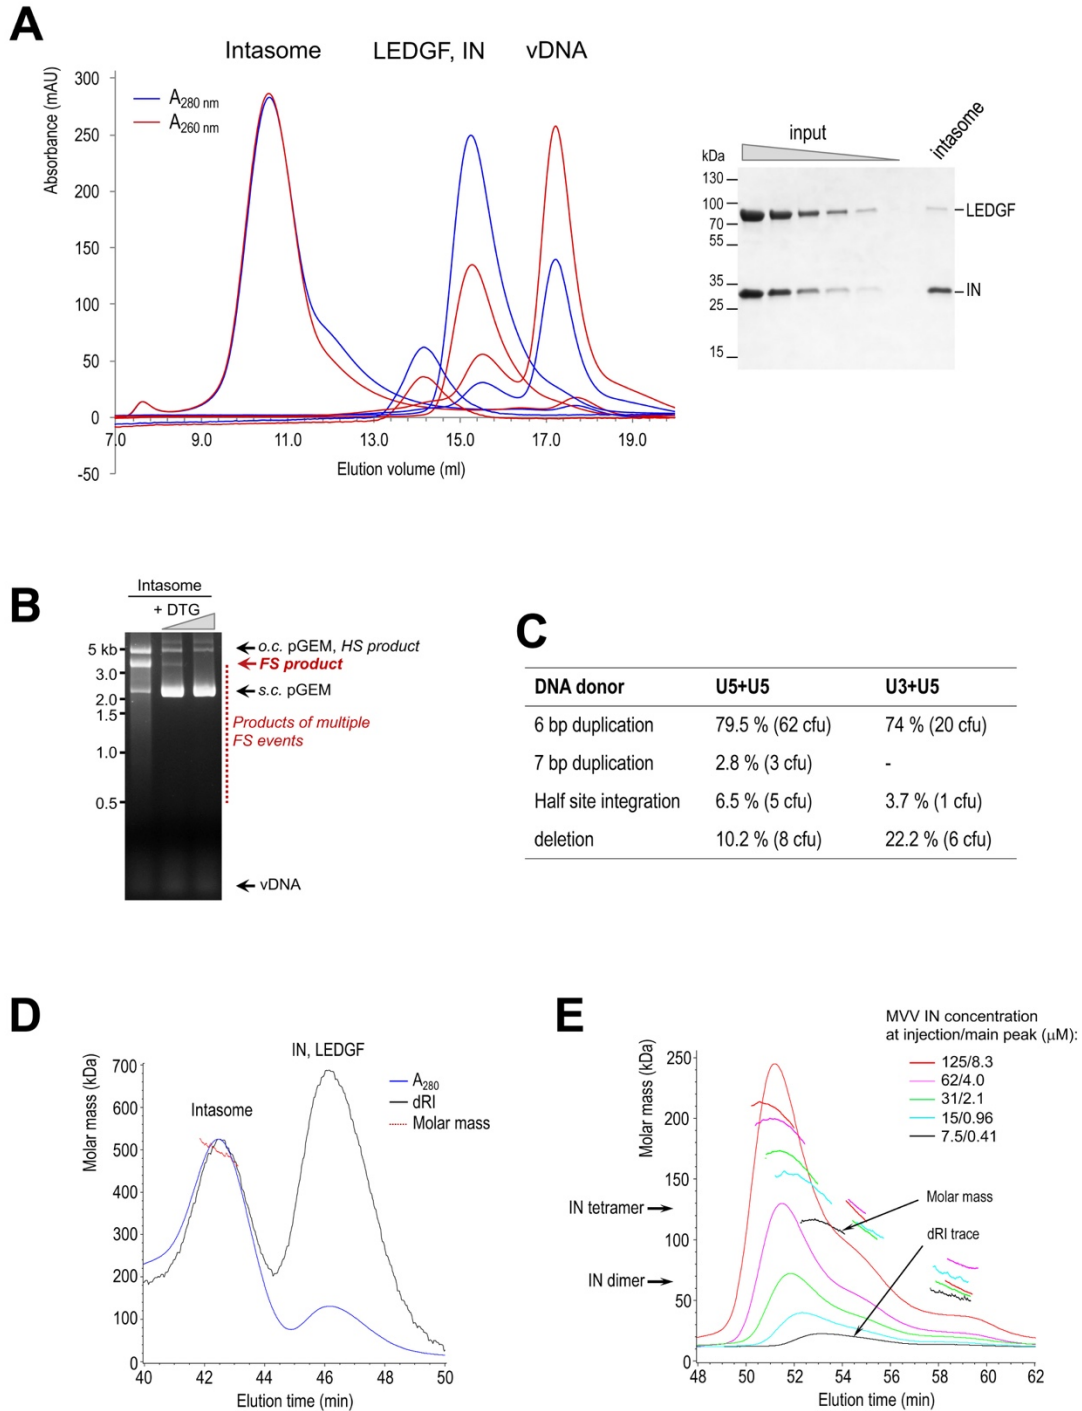 A
Intasome
LEDGF, IN
vDNA
Absorbance (mAU)
300
250
200
150
100
50
0
-50
A280 nm
A260 nm
7.0
9.0
11.0
13.0
15.0
17.0
19.0
Elution volume (ml)
input
intasome
kDa
130
100
70
55
35
25
15
LEDGF
IN
B
Intasome
+ DTG
5 kb
3.0
2.0
1.5
1.0
0.5
o.c. pGEM, HS product
FS product
s.c. pGEM
Products of multiple
FS events
vDNA
C
DNA donor U5+U5 U3+U5
6 bp duplication 79.5 % (62 cfu) 74 % (20 cfu)
7 bp duplication 2.8 % (3 cfu) -
Half site integration 6.5 % (5 cfu) 3.7 % (1 cfu)
deletion 10.2 % (8 cfu) 22.2 % (6 cfu)
D
Molar mass (kDa)
700
600
500
400
300
200
100
0
Intasome
IN, LEDGF
A280
dRI
Molar mass
40
42
44
46
48
50
Elution time (min)
E
MVV IN concentration
at injection/main peak (µM):
125/8.3
62/4.0
31/2.1
15/0.96
7.5/0.41
Molar mass (kDa)
250
200
150
100
50
0
IN tetramer
IN dimer
Molar mass
dRI trace
48
50
52
54
56
58
60
62
Elution time (min)